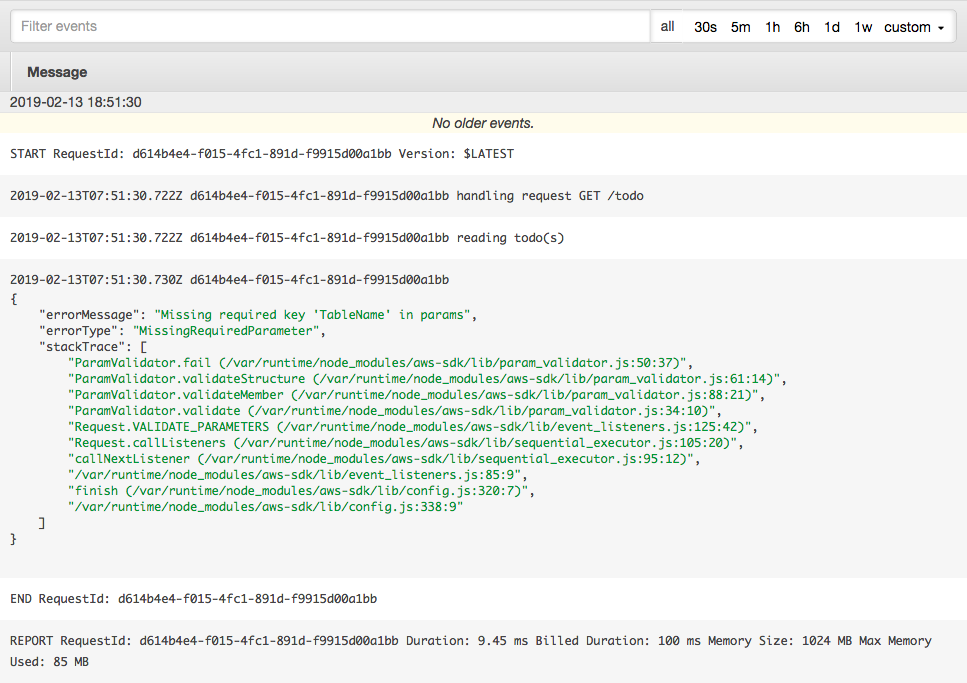 Filter events all 30s 5m 1h 6h 1d 1w custom
Message
2019-02-13 18:51:30
No older events.
START RequestId: d614b4e4-f015-4fc1-891d-f9915d00a1bb Version: $LATEST
2019-02-13T07:51:30.722Z d614b4e4-f015-4fc1-891d-f9915d00a1bb handling request GET /todo
2019-02-13T07:51:30.722Z d614b4e4-f015-4fc1-891d-f9915d00a1bb reading todo(s)
2019-02-13T07:51:30.730Z d614b4e4-f015-4fc1-891d-f9915d00a1bb
{
    "errorMessage": "Missing required key 'TableName' in params",
    "errorType": "MissingRequiredParameter",
    "stackTrace": [
        "ParamValidator.fail (/var/runtime/node_modules/aws-sdk/lib/param_validator.js:50:37)",
        "ParamValidator.validateStructure (/var/runtime/node_modules/aws-sdk/lib/param_validator.js:61:14)",
        "ParamValidator.validateMember (/var/runtime/node_modules/aws-sdk/lib/param_validator.js:88:21)",
        "ParamValidator.validate (/var/runtime/node_modules/aws-sdk/lib/param_validator.js:34:10)",
        "Request.VALIDATE_PARAMETERS (/var/runtime/node_modules/aws-sdk/lib/event_listeners.js:125:42)",
        "Request.callListeners (/var/runtime/node_modules/aws-sdk/lib/sequential_executor.js:105:20)",
        "callNextListener (/var/runtime/node_modules/aws-sdk/lib/sequential_executor.js:95:12)",
        "/var/runtime/node_modules/aws-sdk/lib/event_listeners.js:85:9",
        "finish (/var/runtime/node_modules/aws-sdk/lib/config.js:320:7)",
        "/var/runtime/node_modules/aws-sdk/lib/config.js:338:9"
    ]
}
END RequestId: d614b4e4-f015-4fc1-891d-f9915d00a1bb
REPORT RequestId: d614b4e4-f015-4fc1-891d-f9915d00a1bb Duration: 9.45 ms Billed Duration: 100 ms Memory Size: 1024 MB Max Memory
Used: 85 MB